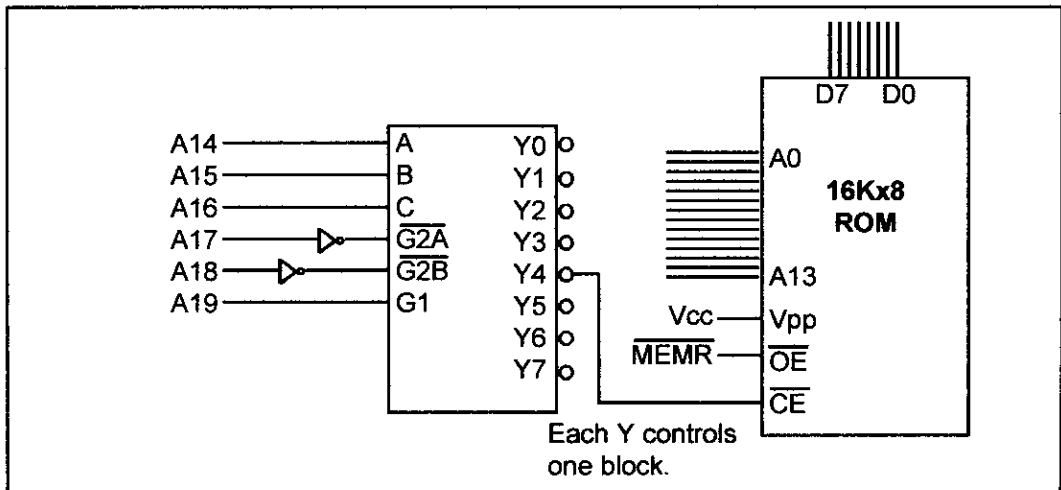 A14
A15
A16
A17
A18
A19
A
B
C
G2A
G2B
G1
Y0
Y1
Y2
Y3
Y4
Y5
Y6
Y7
Each Y controls
one block.
D7 D0
A0
16Kx8
ROM
A13
Vcc
Vpp
MEMR
OE
CE